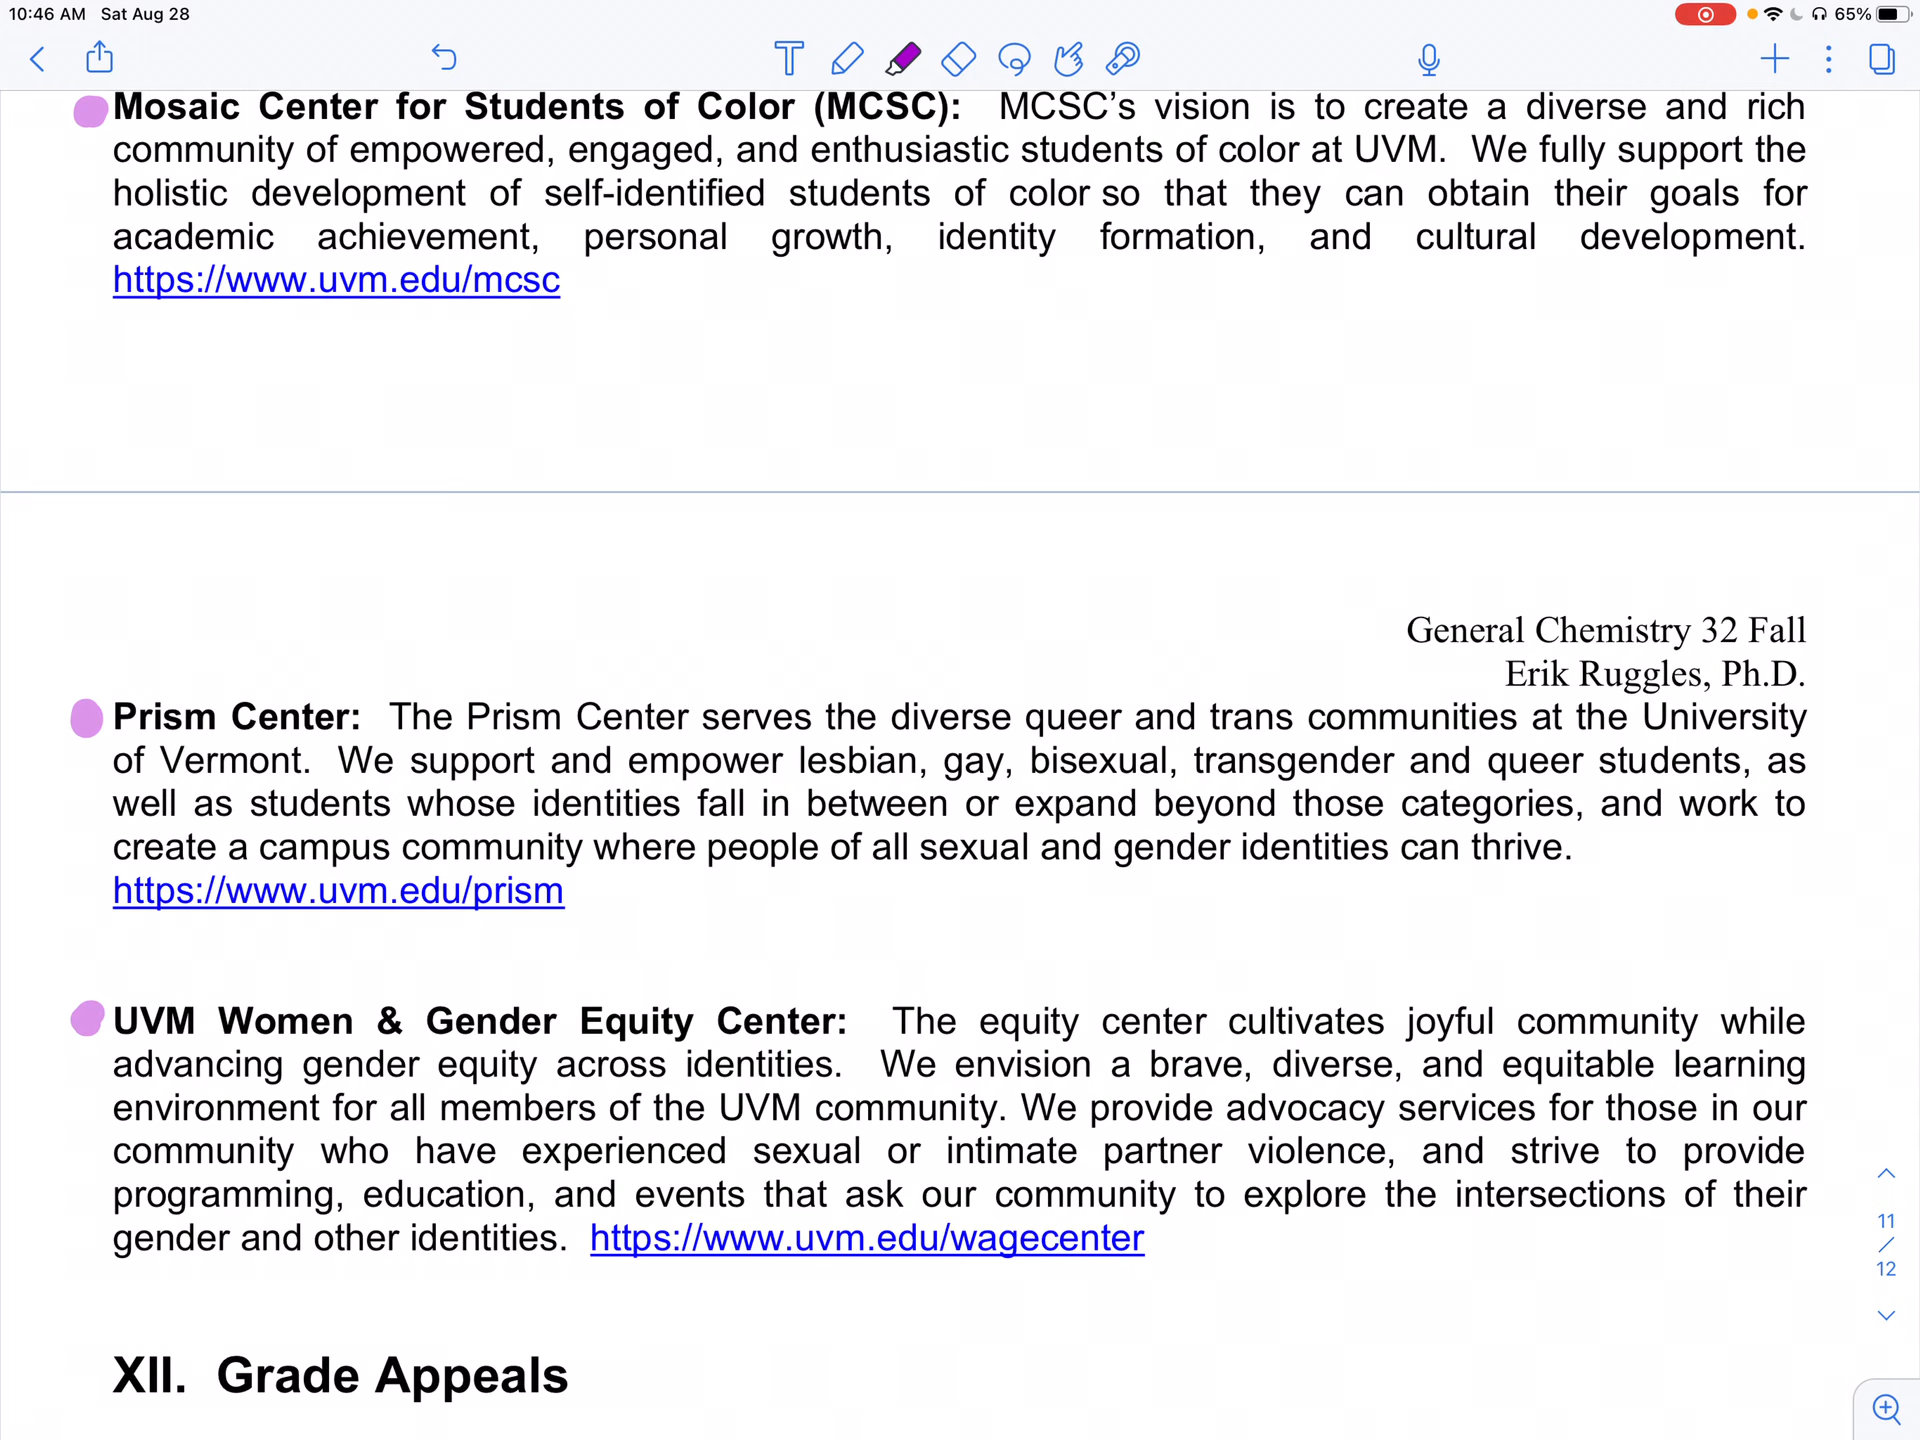 10:46 AM Sat Aug 28
65%
Mosaic Center for Students of Color (MCSC): MCSC’s vision is to create a diverse and rich
community of empowered, engaged, and enthusiastic students of color at UVM. We fully support the
holistic development of self-identified students of color so that they can obtain their goals for
academic achievement, personal growth, identity formation, and cultural development.
https://www.uvm.edu/mcsc
General Chemistry 32 Fall
Erik Ruggles, Ph.D.
Prism Center: The Prism Center serves the diverse queer and trans communities at the University
of Vermont. We support and empower lesbian, gay, bisexual, transgender and queer students, as
well as students whose identities fall in between or expand beyond those categories, and work to
create a campus community where people of all sexual and gender identities can thrive.
https://www.uvm.edu/prism
UVM Women & Gender Equity Center: The equity center cultivates joyful community while
advancing gender equity across identities. We envision a brave, diverse, and equitable learning
environment for all members of the UVM community. We provide advocacy services for those in our
community who have experienced sexual or intimate partner violence, and strive to provide
programming, education, and events that ask our community to explore the intersections of their
gender and other identities. https://www.uvm.edu/wagecenter
11
/
12
XII. Grade Appeals